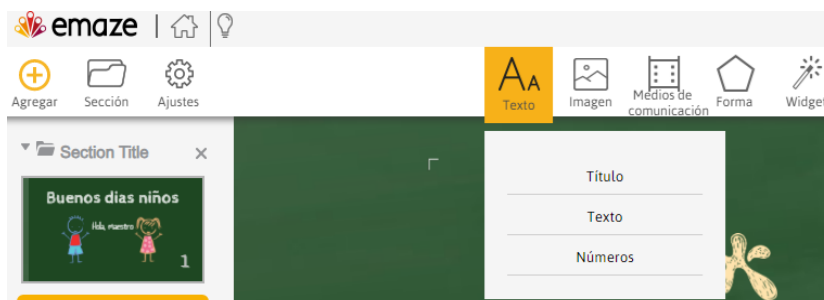 emaze
Agregar Sección Ajustes
Texto Imagen Medios de comunicación Forma Widget
Section Title
Buenos dias niños
Hola, maestro
1
Título
Texto
Números